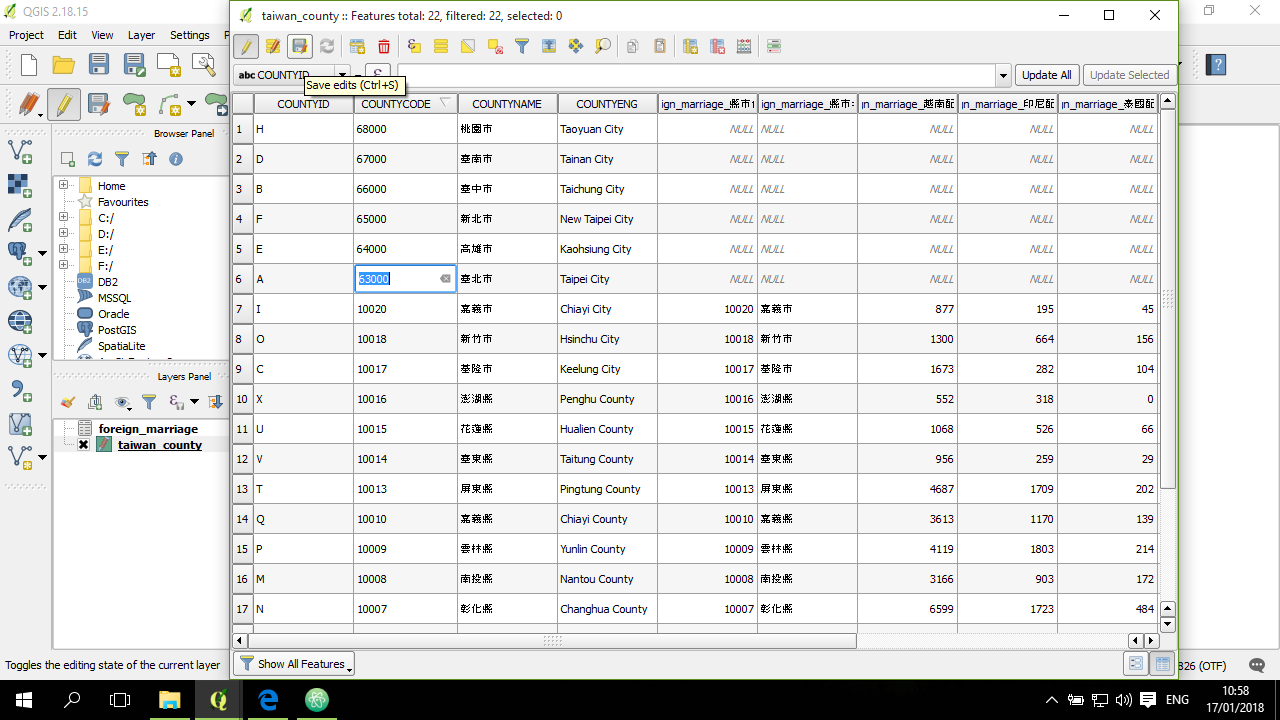 QGIS 2.18.15
Project Edit View Layer Settings
Browser Panel
Home
Favourites
C:/
D:/
E:/
F:/
DB2
MSSQL
Oracle
PostGIS
SpatiaLite
Layers Panel
foreign_marriage
taiwan_county
Toggles the editing state of the current layer
taiwan_county :: Features total: 22, filtered: 22, selected: 0
abc COUNTYID ε Update All Update Selected
Save edits (Ctrl+S)
COUNTYID COUNTYCODE COUNTYNAME COUNTYENG ign_marriage_縣市 ign_marriage_縣市 n_marriage_越南配 n_marriage_印尼配 n_marriage_泰國配
1 H 68000 桃園市 Taoyuan City NULL NULL NULL NULL NULL
2 D 67000 臺南市 Tainan City NULL NULL NULL NULL NULL
3 B 66000 臺中市 Taichung City NULL NULL NULL NULL NULL
4 F 65000 新北市 New Taipei City NULL NULL NULL NULL NULL
5 E 64000 高雄市 Kaohsiung City NULL NULL NULL NULL NULL
6 A 63000 臺北市 Taipei City NULL NULL NULL NULL NULL
7 I 10020 嘉義市 Chiayi City 10020 嘉義市 877 195 45
8 O 10018 新竹市 Hsinchu City 10018 新竹市 1300 664 156
9 C 10017 基隆市 Keelung City 10017 基隆市 1673 282 104
10 X 10016 澎湖縣 Penghu County 10016 澎湖縣 552 318 0
11 U 10015 花蓮縣 Hualien County 10015 花蓮縣 1068 526 66
12 V 10014 臺東縣 Taitung County 10014 臺東縣 956 259 29
13 T 10013 屏東縣 Pingtung County 10013 屏東縣 4687 1709 202
14 Q 10010 嘉義縣 Chiayi County 10010 嘉義縣 3613 1170 139
15 P 10009 雲林縣 Yunlin County 10009 雲林縣 4119 1803 214
16 M 10008 南投縣 Nantou County 10008 南投縣 3166 903 172
17 N 10007 彰化縣 Changhua County 10007 彰化縣 6599 1723 484
Show All Features
326 (OTF)
ENG
10:58
17/01/2018